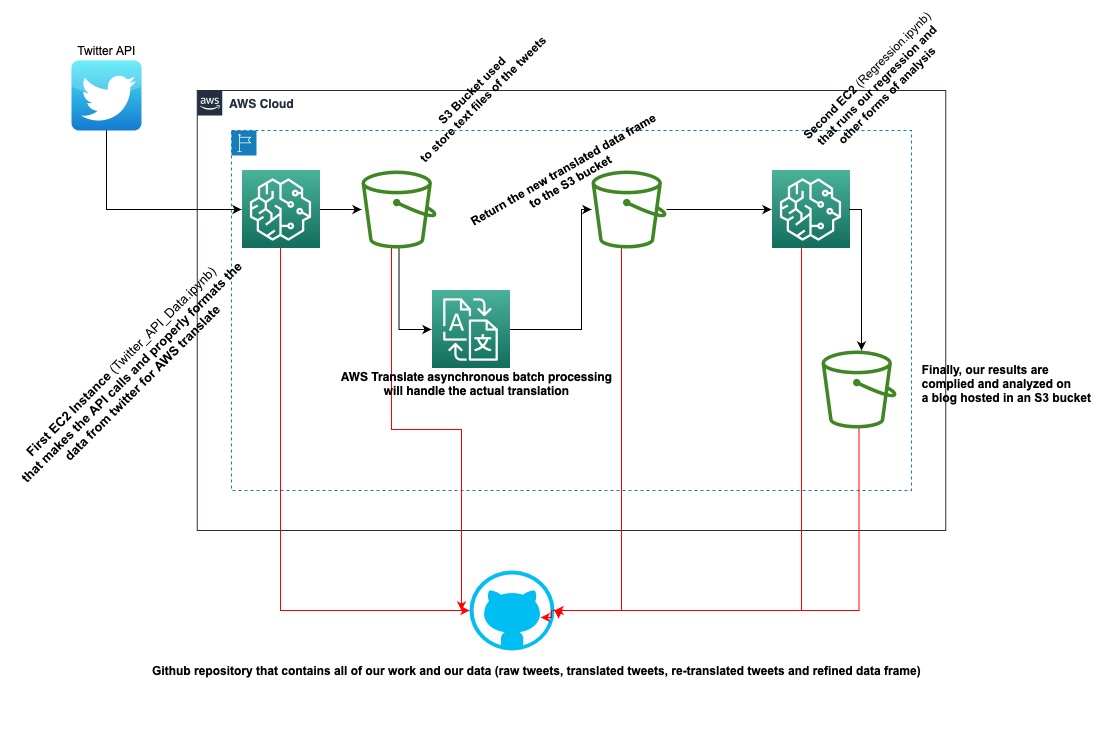 Twitter API
aws
AWS Cloud
S3 Bucket used
to store text files of the tweets
Second EC2 (Regression.ipynb)
that runs our regression and
other forms of analysis
Return the new translated data frame
to the S3 bucket
First EC2 Instance (Twitter_API_Data.ipynb)
that makes the API calls and properly formats the
data from twitter for AWS translate
A
文
AWS Translate asynchronous batch processing
will handle the actual translation
Finally, our results are
complied and analyzed on
a blog hosted in an S3 bucket
Github repository that contains all of our work and our data (raw tweets, translated tweets, re-translated tweets and refined data frame)